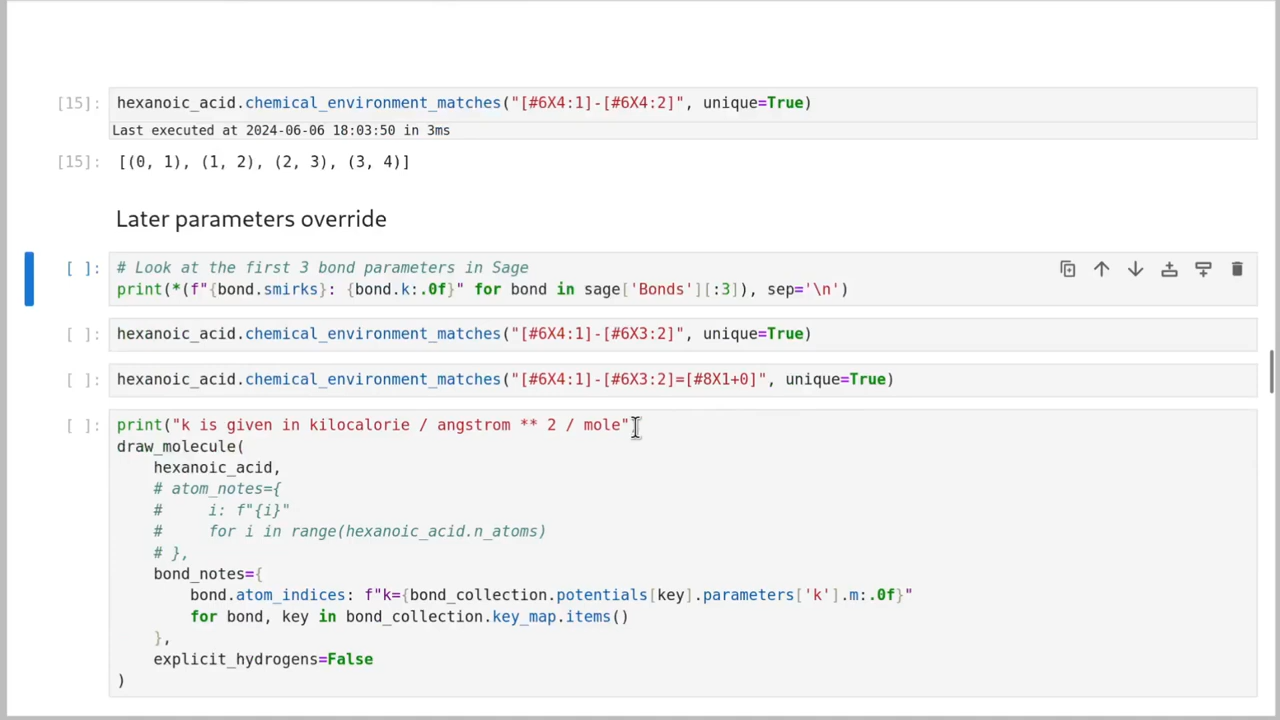 [15]: hexanoic_acid.chemical_environment_matches("[#6X4:1]-[#6X4:2]", unique=True)
Last executed at 2024-06-06 18:03:50 in 3ms
[15]: [(0, 1), (1, 2), (2, 3), (3, 4)]
Later parameters override
[ ]: # Look at the first 3 bond parameters in Sage
print(*(f"{bond.smirks}: {bond.k:.0f}" for bond in sage['Bonds'][:3]), sep='\n')
[ ]: hexanoic_acid.chemical_environment_matches("[#6X4:1]-[#6X3:2]", unique=True)
[ ]: hexanoic_acid.chemical_environment_matches("[#6X4:1]-[#6X3:2]=[#8X1+0]", unique=True)
[ ]: print("k is given in kilocalorie / angstrom ** 2 / mole")
draw_molecule(
    hexanoic_acid,
    # atom_notes={
    #     i: f"{i}"
    #     for i in range(hexanoic_acid.n_atoms)
    # },
    bond_notes={
        bond.atom_indices: f"k={bond_collection.potentials[key].parameters['k'].m:.0f}"
        for bond, key in bond_collection.key_map.items()
    },
    explicit_hydrogens=False
)